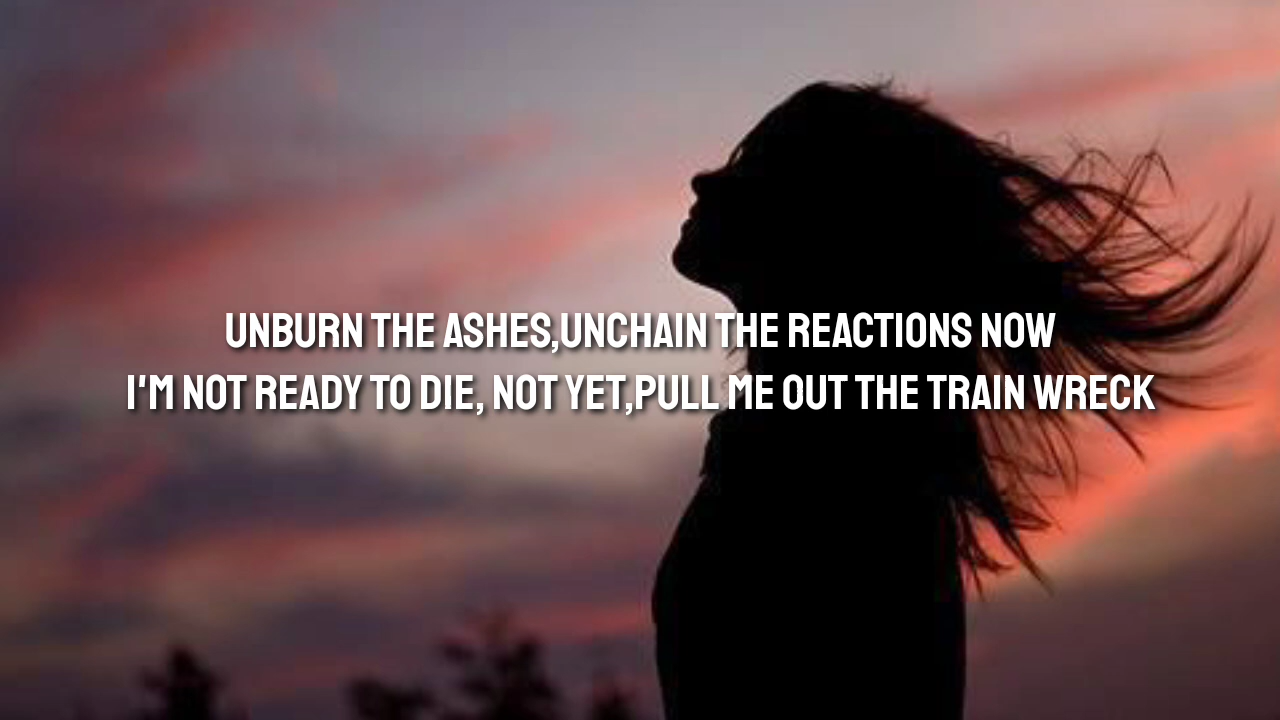 UNBURN THE ASHES,UNCHAIN THE REACTIONS NOW
I'M NOT READY TO DIE, NOT YET,PULL ME OUT THE TRAIN WRECK